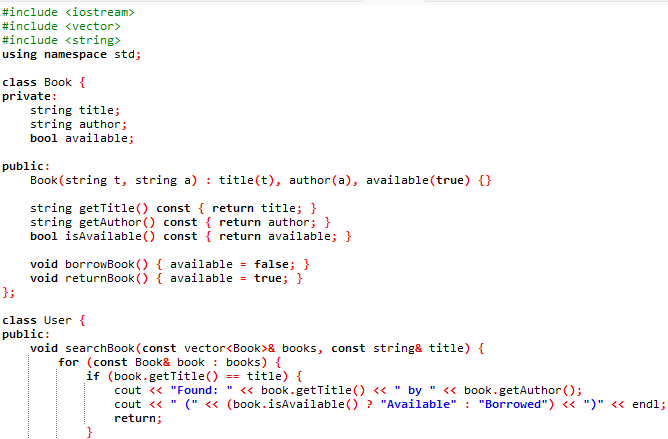 #include <iostream>
#include <vector>
#include <string>
using namespace std;

class Book {
private:
    string title;
    string author;
    bool available;

public:
    Book(string t, string a) : title(t), author(a), available(true) {}

    string getTitle() const { return title; }
    string getAuthor() const { return author; }
    bool isAvailable() const { return available; }

    void borrowBook() { available = false; }
    void returnBook() { available = true; }
};

class User {
public:
    void searchBook(const vector<Book>& books, const string& title) {
        for (const Book& book : books) {
            if (book.getTitle() == title) {
                cout << "Found: " << book.getTitle() << " by " << book.getAuthor();
                cout << " (" << (book.isAvailable() ? "Available" : "Borrowed") << ")" << endl;
                return;
            }